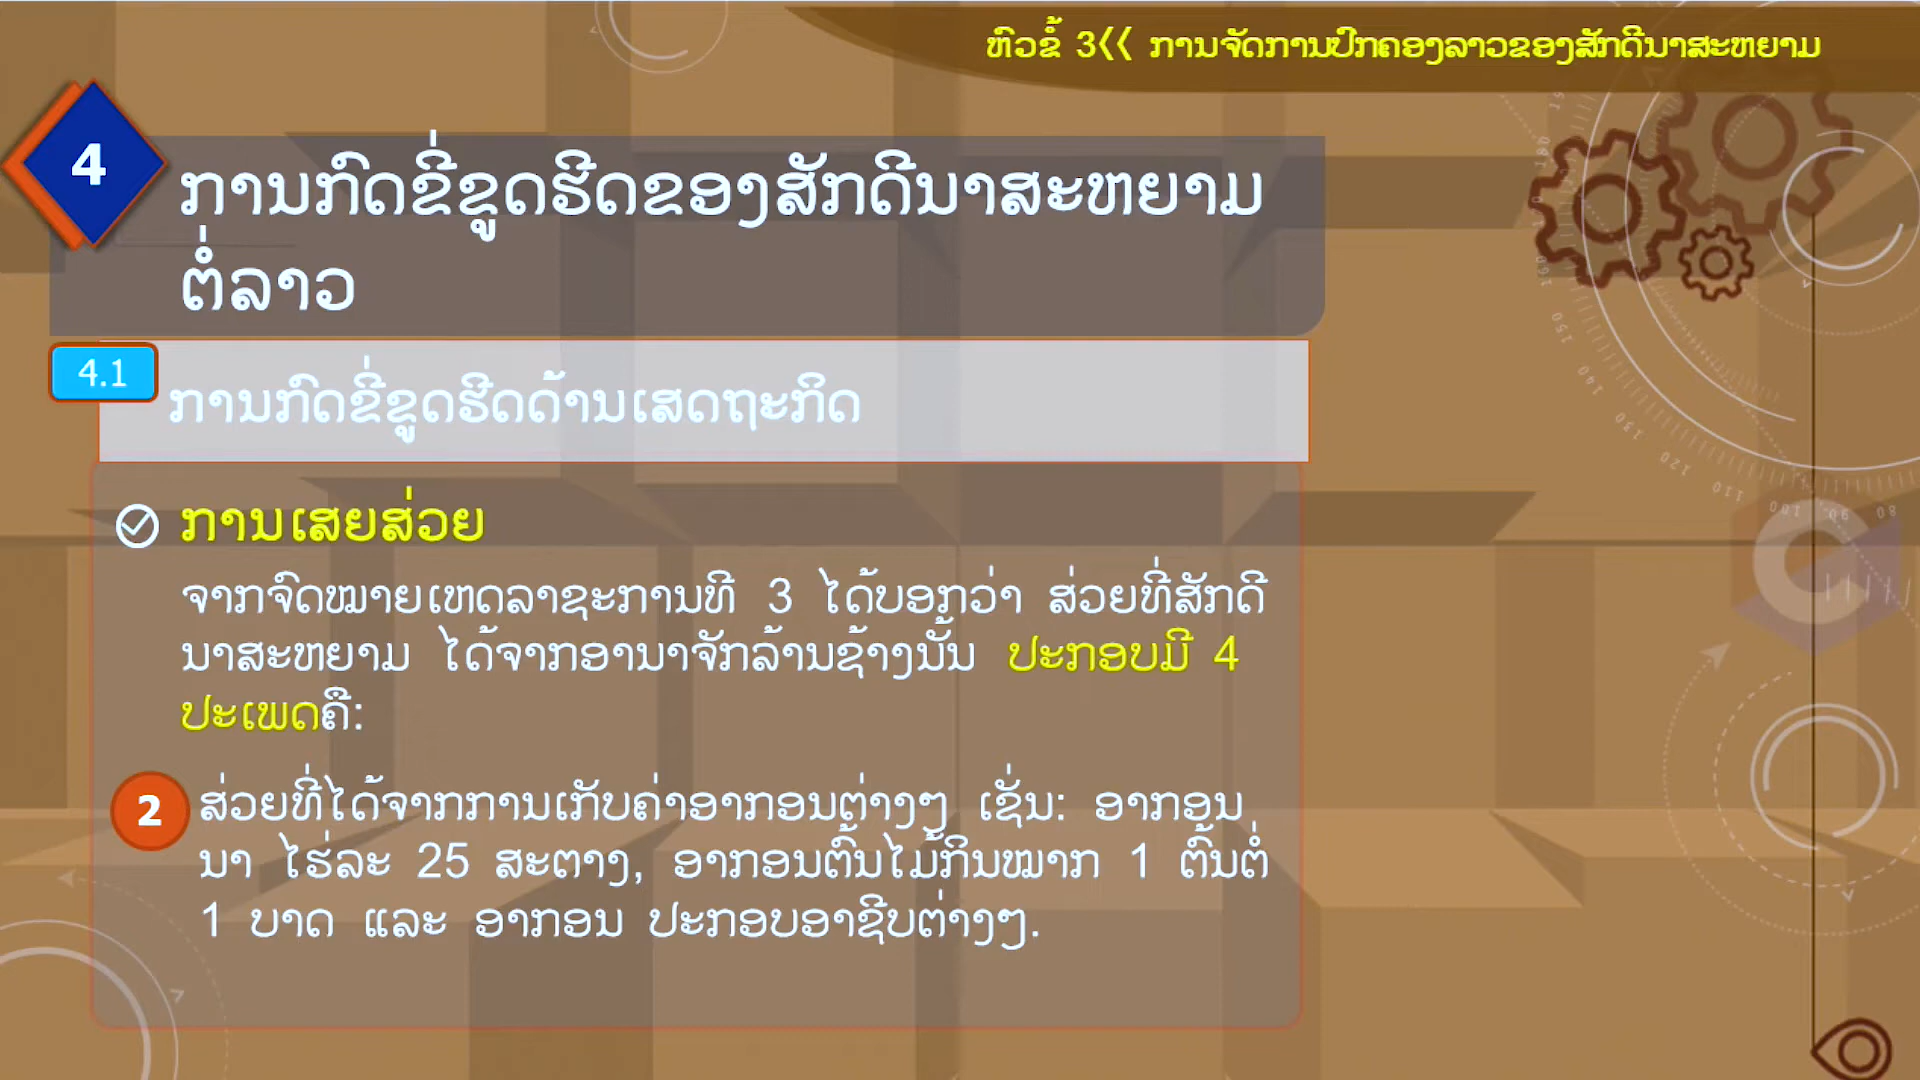 ຫົວຂໍ້ 3《 ການຈັດການປົກຄອງລາວຂອງສັກດີນາສະຫຍາມ
4
ການກົດຂີ່ຂູດຮີດຂອງສັກດີນາສະຫຍາມ
ຕໍ່ລາວ
4.1
ການກົດຂີ່ຂູດຮີດດ້ານເສດຖະກິດ
ການເສຍສ່ວຍ
ຈາກຈົດໝາຍເຫດລາຊະການທີ 3 ໄດ້ບອກວ່າ ສ່ວຍທີ່ສັກດີ
ນາສະຫຍາມ ໄດ້ຈາກອານາຈັກລ້ານຊ້າງນັ້ນ ປະກອບມີ 4
ປະເພດຄື:
2
ສ່ວຍທີ່ໄດ້ຈາກການເກັບຄ່າອາກອນຕ່າງໆ ເຊັ່ນ: ອາກອນ
ນາ ໄຮ່ລະ 25 ສະຕາງ, ອາກອນຕົ້ນໄມ້ກິນໝາກ 1 ຕົ້ນຕໍ່
1 ບາດ ແລະ ອາກອນ ປະກອບອາຊີບຕ່າງໆ.